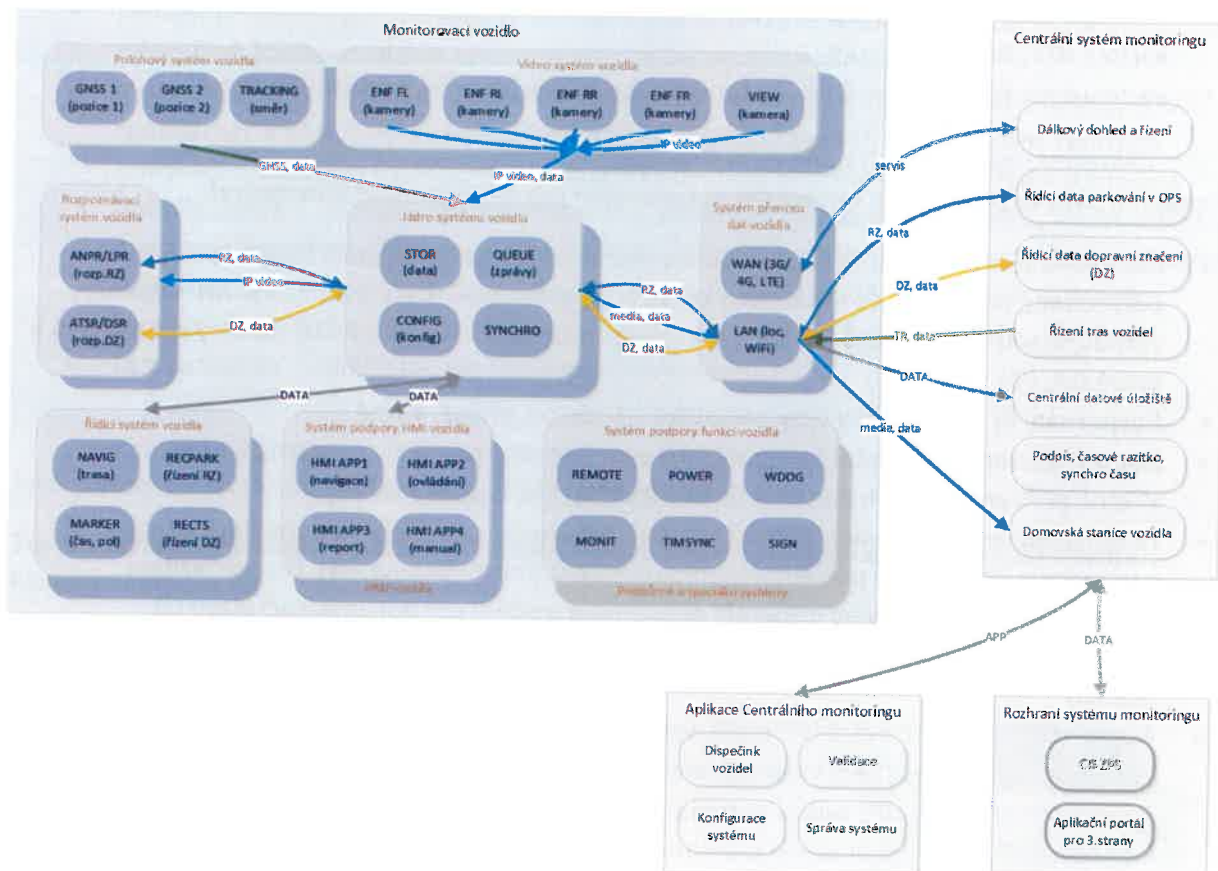 Monitorovací vozidlo
Polohový systém vozidla
GNSS 1
(pozice 1)
GNSS 2
(pozice 2)
TRACKING
(směr)
Video systém vozidla
ENF FL
(kamery)
ENF RL
(kamery)
ENF RR
(kamery)
ENF FR
(kamery)
VIEW
(kamera)
IP video
GNSS, data
IP video, data
Rozpoznávací
systém vozidla
ANPR/LPR
(rozp.RZ)
ATSR/DSR
(rozp.DZ)
RZ, data
IP video
DZ, data
Jádro systému vozidla
STOR
(data)
QUEUE
(zprávy)
CONFIG
(konfig)
SYNCHRO
RZ, data
media, data
DZ, data
Systém přenosu
dat vozidla
WAN (3G/
4G, LTE)
LAN (loc,
WiFi)
DATA
DATA
Řídící systém vozidla
NAVIG
(trasa)
RECPARK
(řízení RZ)
MARKER
(čas, pol)
RECTS
(řízení DZ)
Systém podpory HMI vozidla
HMI APP1
(navigace)
HMI APP2
(ovládání)
HMI APP3
(report)
HMI APP4
(manual)
Systém podpory funkcí vozidla
REMOTE
POWER
WDOG
MONIT
TIMSYNC
SIGN
Podpůrné a speciální systémy
servis
RZ, data
DZ, data
TR, data
DATA
media, data
Centrální systém monitoringu
Dálkový dohled a řízení
Řídící data parkování v OPS
Řídící data dopravní značení
(DZ)
Řízení tras vozidel
Centrální datové úložiště
Podpis, časové razítko,
synchro času
Domovská stanice vozidla
APP
DATA
Aplikace Centrálního monitoringu
Dispečink
vozidel
Validace
Konfigurace
systému
Správa systému
Rozhraní systému monitoringu
CIS ZPS
Aplikační portál
pro 3.strany